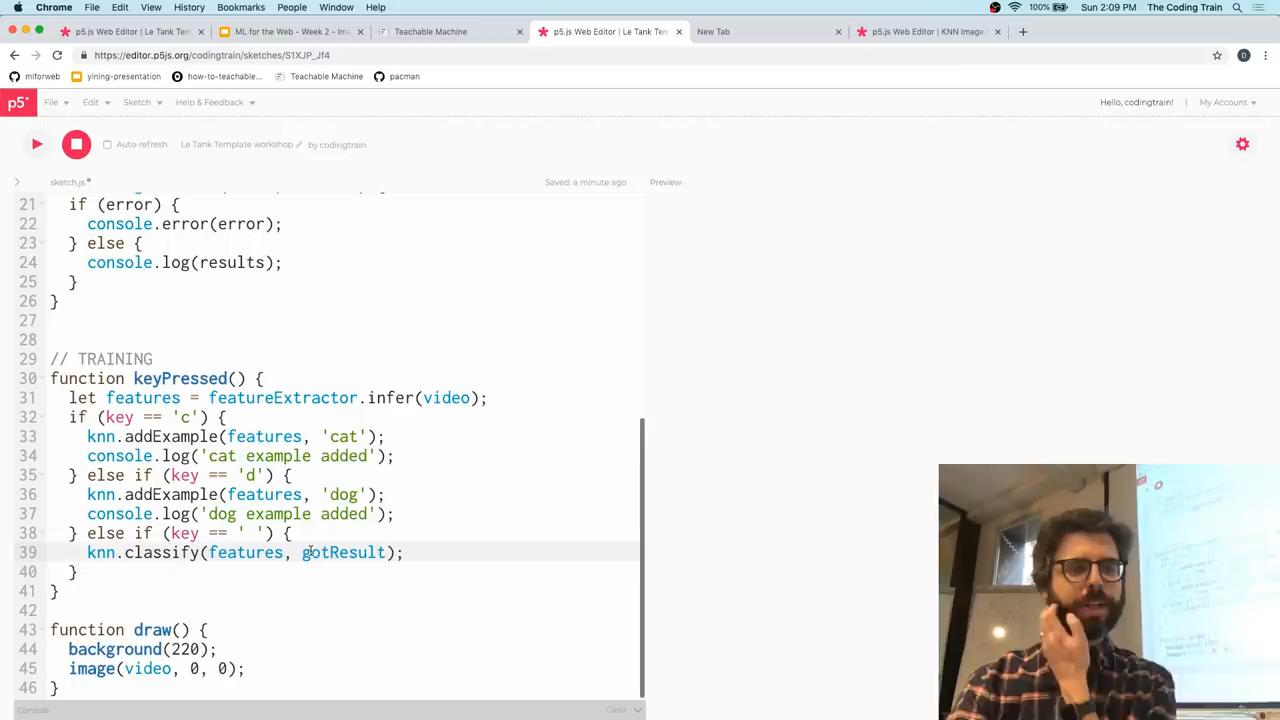 Chrome File Edit View History Bookmarks People Window Help 100% Sun 2:09 PM The Coding Train
p5.js Web Editor | Le Tank Te ML for the Web - Week 2 - Ima Teachable Machine p5.js Web Editor | Le Tank Tem New Tab p5.js Web Editor | KNN Image
https://editor.p5js.org/codingtrain/sketches/S1XJP_Jf4 D
mlforweb yining-presentation how-to-teachable... Teachable Machine pacman
p5* File Edit Sketch Help & Feedback Hello, codingtrain! | My Account
Auto-refresh Le Tank Template workshop by codingtrain
sketch.js Saved: a minute ago Preview
21 if (error) {
22 console.error(error);
23 } else {
24 console.log(results);
25 }
26 }
27
28
29 // TRAINING
30 function keyPressed() {
31 let features = featureExtractor.infer(video);
32 if (key == 'c') {
33 knn.addExample(features, 'cat');
34 console.log('cat example added');
35 } else if (key == 'd') {
36 knn.addExample(features, 'dog');
37 console.log('dog example added');
38 } else if (key == ' ') {
39 knn.classify(features, gotResult);
40 }
41 }
42
43 function draw() {
44 background(220);
45 image(video, 0, 0);
46 }
Console Clear